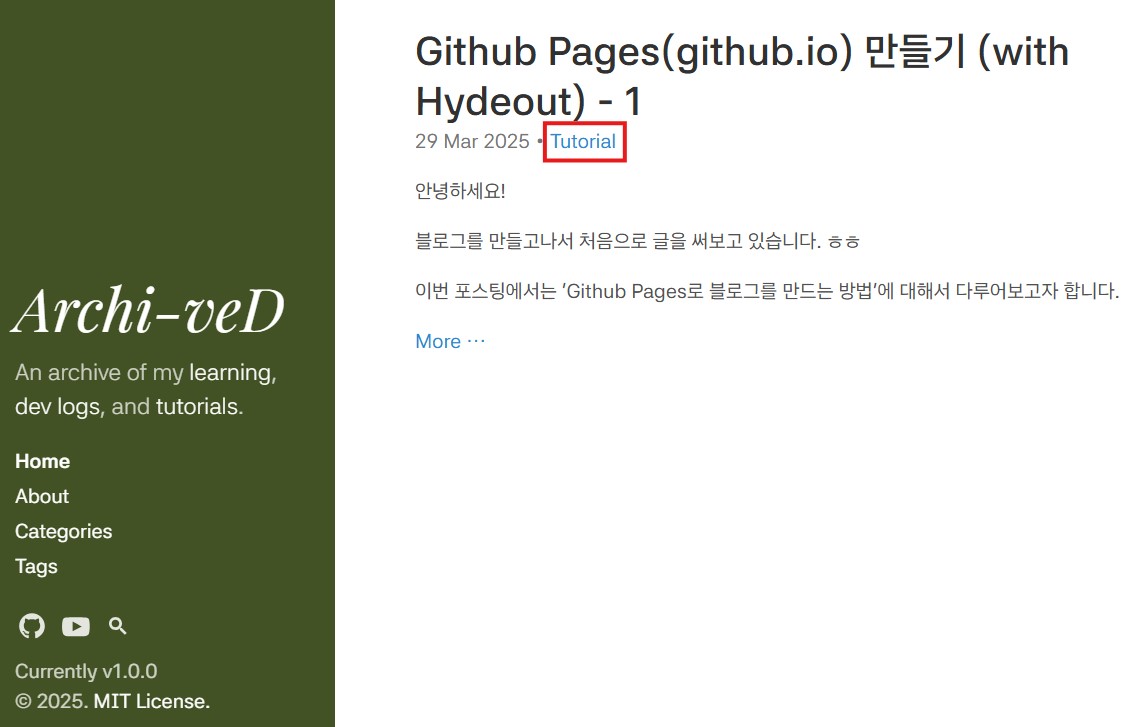 Archi-veD
An archive of my learning,
dev logs, and tutorials.
Home
About
Categories
Tags
Currently v1.0.0
© 2025. MIT License.
Github Pages(github.io) 만들기 (with
Hydeout) - 1
29 Mar 2025 • Tutorial
안녕하세요!
블로그를 만들고나서 처음으로 글을 써보고 있습니다. ㅎㅎ
이번 포스팅에서는 ’Github Pages로 블로그를 만드는 방법’에 대해서 다루어보고자 합니다.
More ⋯